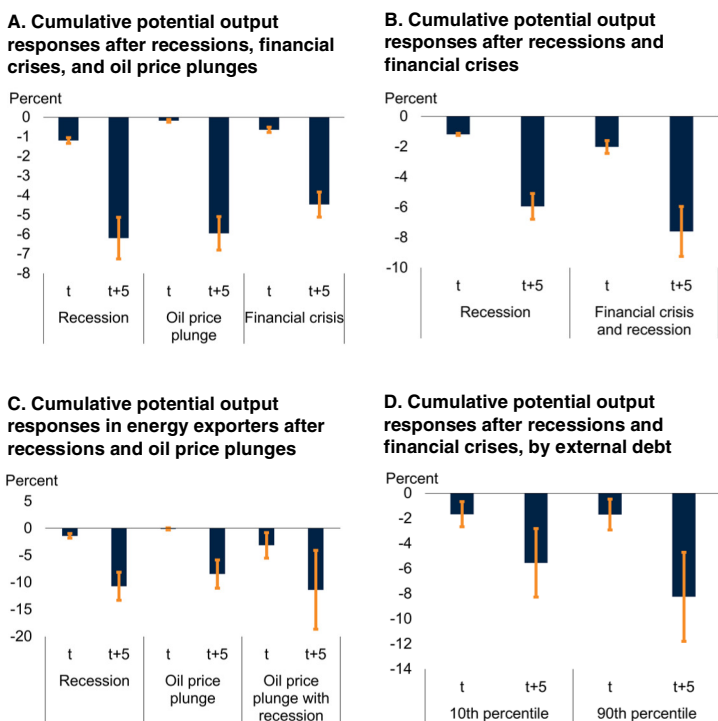 A. Cumulative potential output
responses after recessions, financial
crises, and oil price plunges
Percent
0
-1
-2
-3
-4
-5
-6
-7
-8
t t+5 t t+5 t t+5
Recession Oil price Financial crisis
plunge
B. Cumulative potential output
responses after recessions and
financial crises
Percent
0
-2
-4
-6
-8
-10
t t+5 t t+5
Recession Financial crisis
and recession
C. Cumulative potential output
responses in energy exporters after
recessions and oil price plunges
Percent
5
0
-5
-10
-15
-20
t t+5 t t+5 t t+5
Recession Oil price Oil price
plunge plunge with
recession
D. Cumulative potential output
responses after recessions and
financial crises, by external debt
Percent
0
-2
-4
-6
-8
-10
-12
-14
t t+5 t t+5
10th percentile 90th percentile